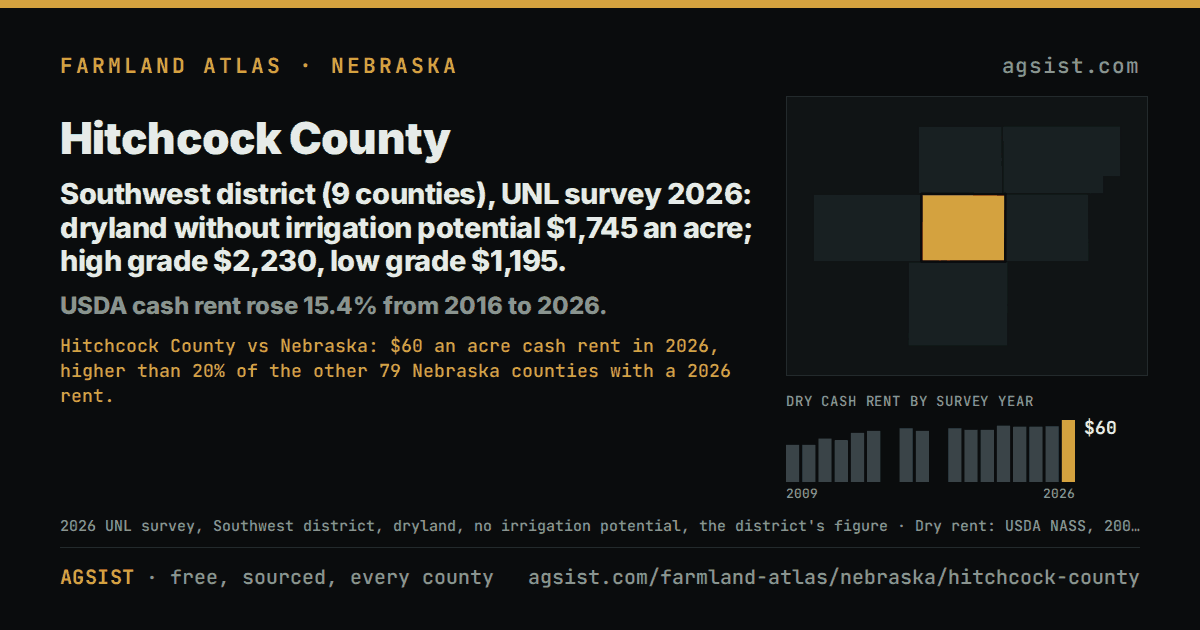 FARMLAND ATLAS · NEBRASKA
agsist.com
Hitchcock County
Southwest district (9 counties), UNL survey 2026:
dryland without irrigation potential $1,745 an acre;
high grade $2,230, low grade $1,195.
USDA cash rent rose 15.4% from 2016 to 2026.
Hitchcock County vs Nebraska: $60 an acre cash rent in 2026,
higher than 20% of the other 79 Nebraska counties with a 2026
rent.
DRY CASH RENT BY SURVEY YEAR
$60
2009
2026
2026 UNL survey, Southwest district, dryland, no irrigation potential, the district's figure · Dry rent: USDA NASS, 200…
AGSIST · free, sourced, every county
agsist.com/farmland-atlas/nebraska/hitchcock-county